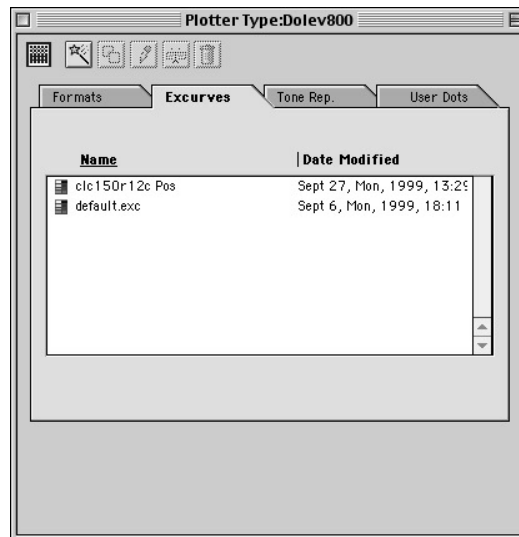 Plotter Type:Dolev800
Formats Excurves Tone Rep. User Dots
Name Date Modified
clc150r12c Pos Sept 27, Mon, 1999, 13:29
default.exc Sept 6, Mon, 1999, 18:11